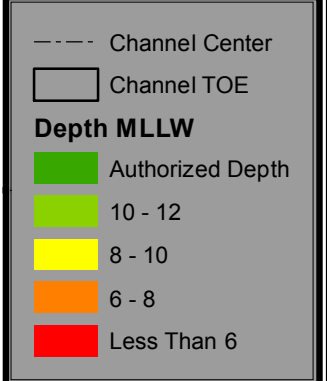 Channel Center
Channel TOE
Depth MLLW
Authorized Depth
10 - 12
8 - 10
6 - 8
Less Than 6